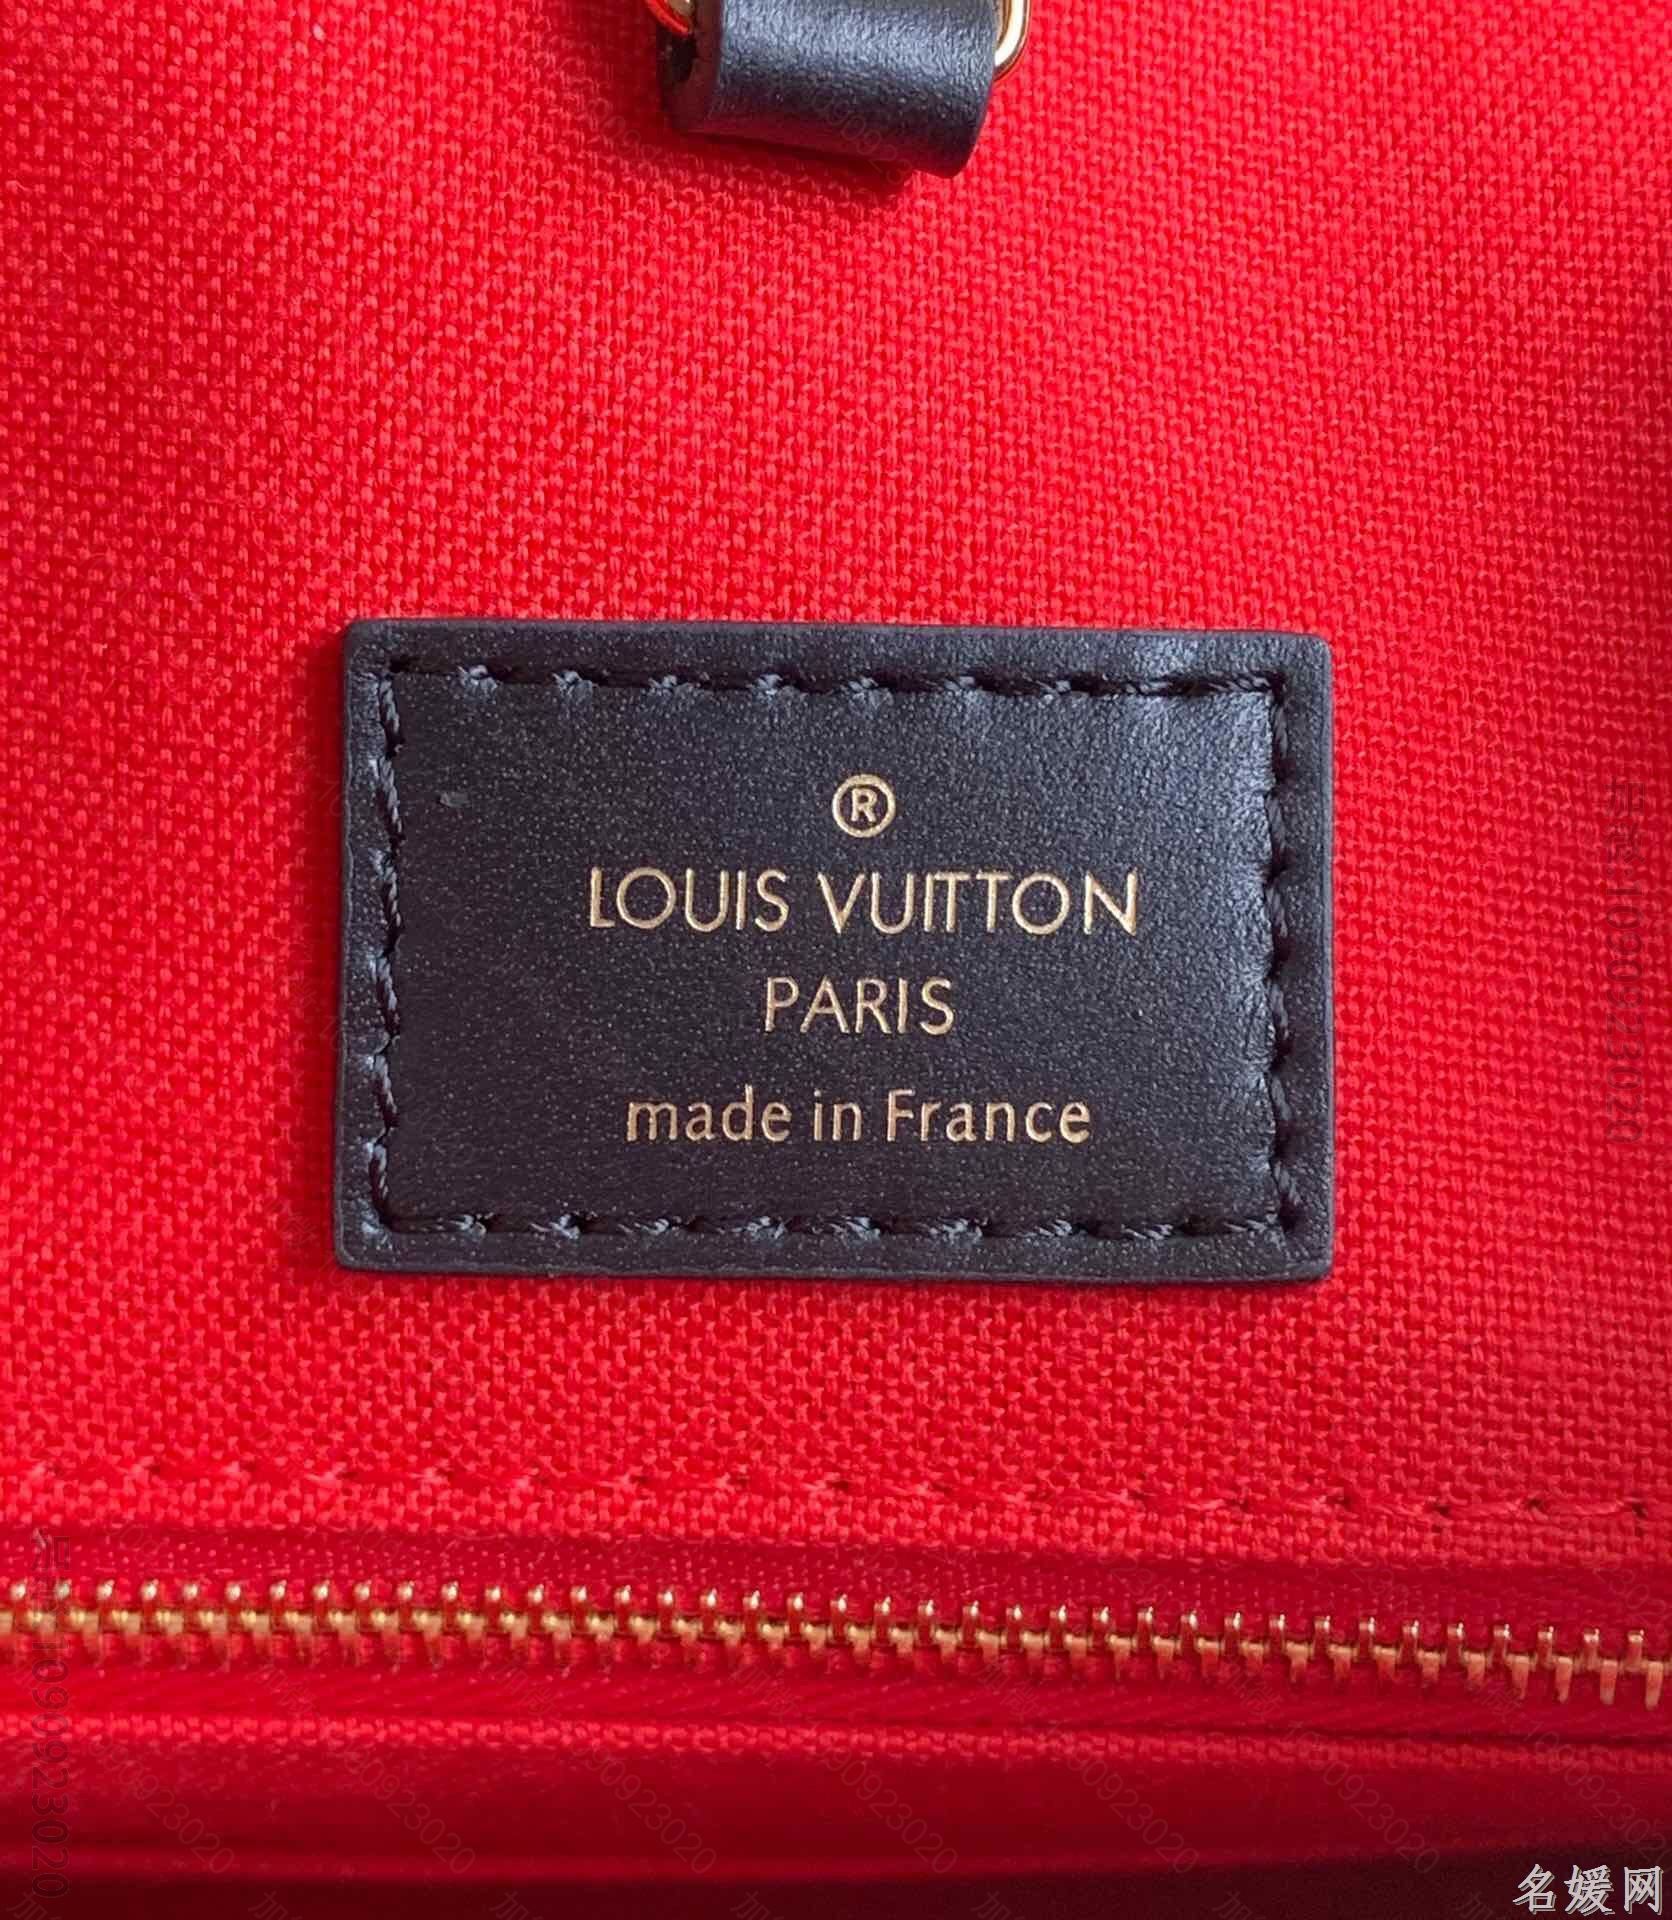 ®
LOUIS VUITTON
PARIS
made in France
名媛网